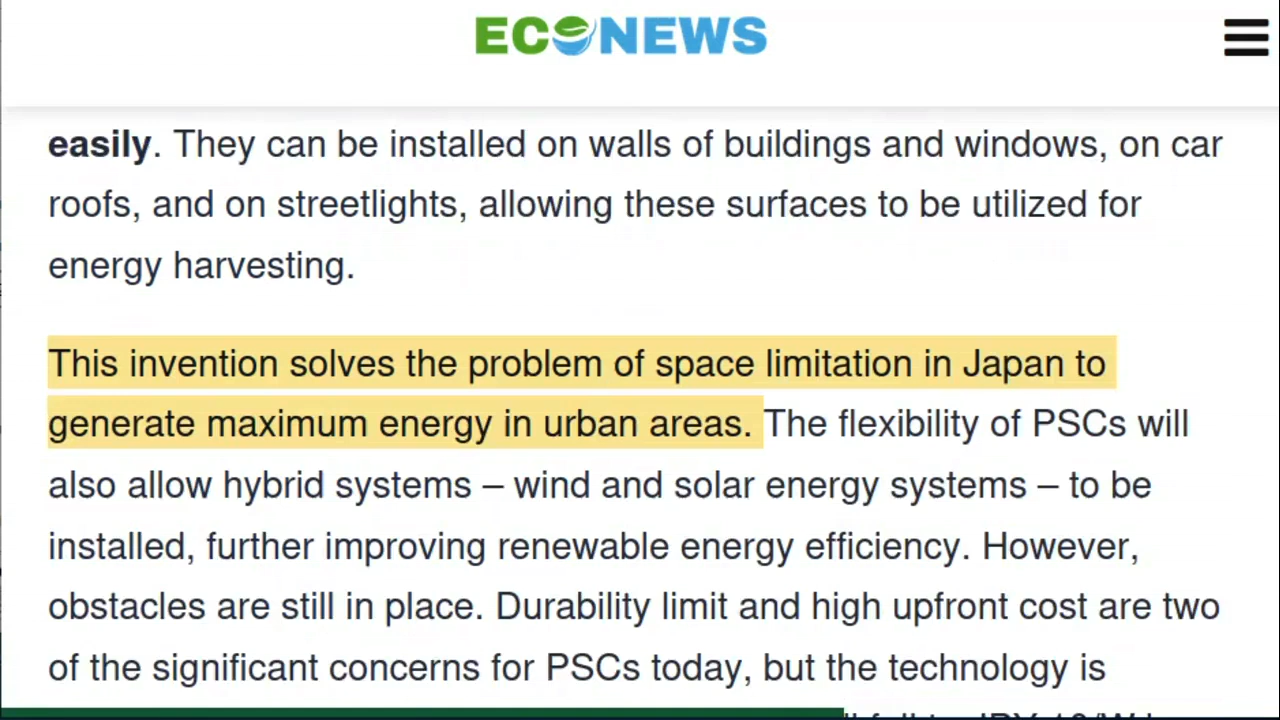 ECONEWS
easily. They can be installed on walls of buildings and windows, on car
roofs, and on streetlights, allowing these surfaces to be utilized for
energy harvesting.
This invention solves the problem of space limitation in Japan to
generate maximum energy in urban areas. The flexibility of PSCs will
also allow hybrid systems – wind and solar energy systems – to be
installed, further improving renewable energy efficiency. However,
obstacles are still in place. Durability limit and high upfront cost are two
of the significant concerns for PSCs today, but the technology is